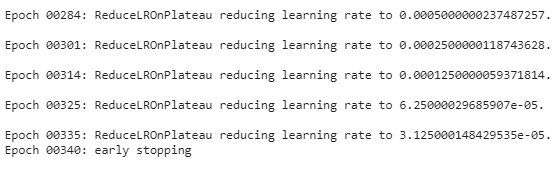 Epoch 00284: ReduceLROnPlateau reducing learning rate to 0.0005000000237487257.
Epoch 00301: ReduceLROnPlateau reducing learning rate to 0.0002500000118743628.
Epoch 00314: ReduceLROnPlateau reducing learning rate to 0.0001250000059371814.
Epoch 00325: ReduceLROnPlateau reducing learning rate to 6.25000029685907e-05.
Epoch 00335: ReduceLROnPlateau reducing learning rate to 3.125000148429535e-05.
Epoch 00340: early stopping